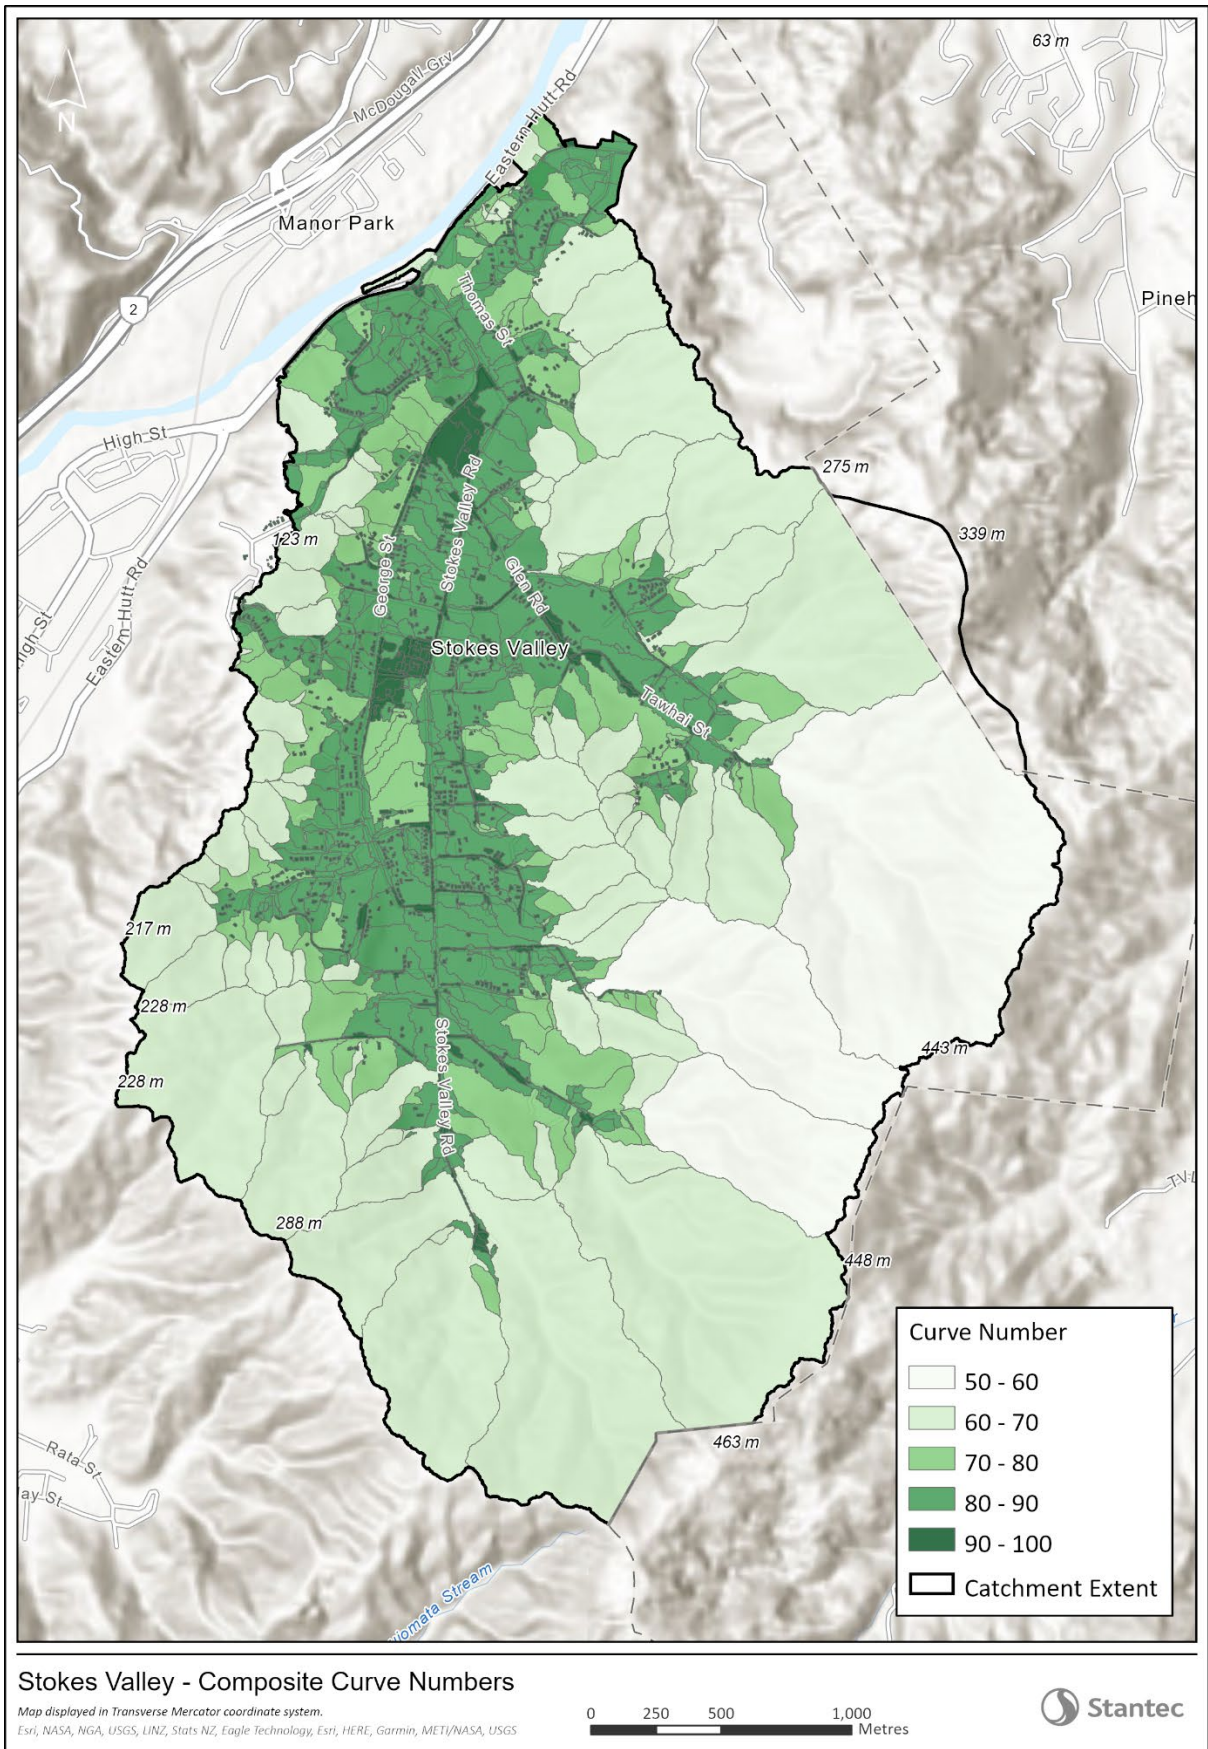 63 m
McDougall Grv
Eastern Hutt Rd
N
Manor Park
Pineh
2
Thomas St
High St
275 m
339 m
123 m
Stokes Valley Rd
George St
Glen Rd
Eastern Hutt Rd
High St
Stokes Valley
Tawhai St
217 m
228 m
443 m
228 m
Stokes Valley Rd
288 m
448 m
463 m
Rata St
ay St
Curve Number
50 - 60
60 - 70
70 - 80
80 - 90
90 - 100
Catchment Extent
iomata Stream
Stokes Valley - Composite Curve Numbers
Map displayed in Transverse Mercator coordinate system.
Esri, NASA, NGA, USGS, LINZ, Stats NZ, Eagle Technology, Esri, HERE, Garmin, METI/NASA, USGS
0 250 500 1,000
Metres
Stantec